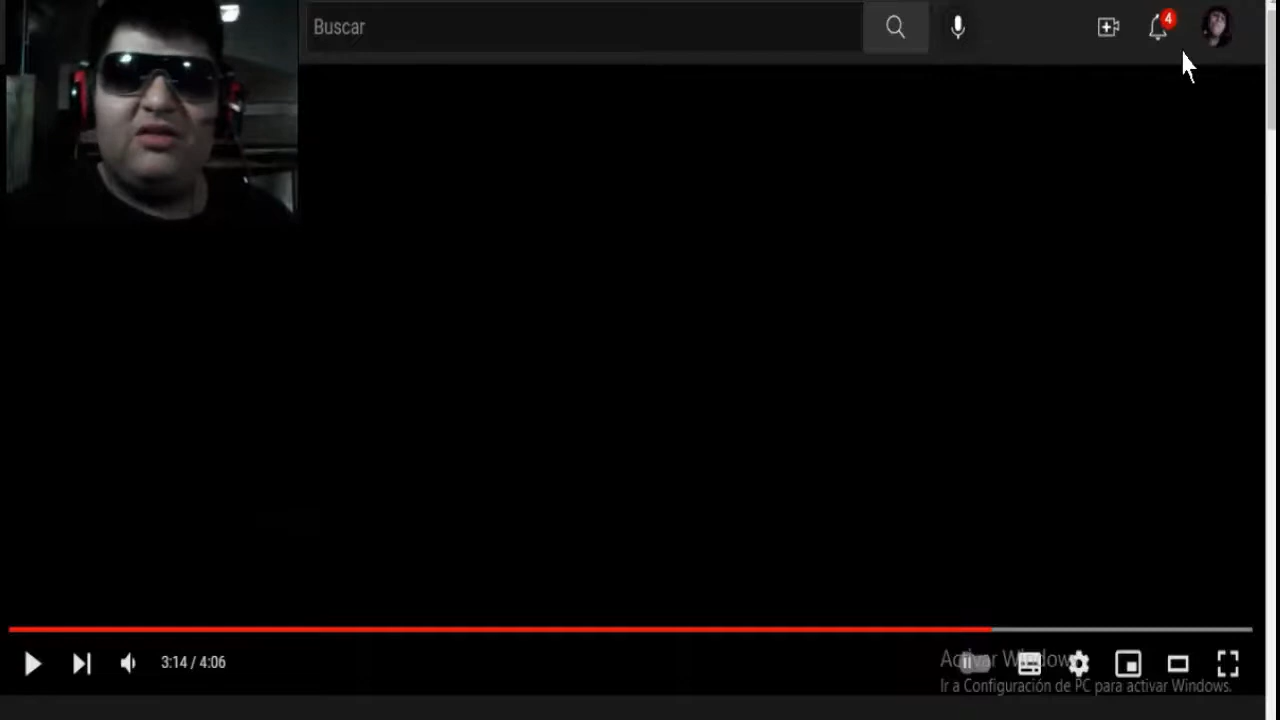 Buscar
4
3:14 / 4:06
Activar Windows
Ir a Configuración de PC para activar Windows.